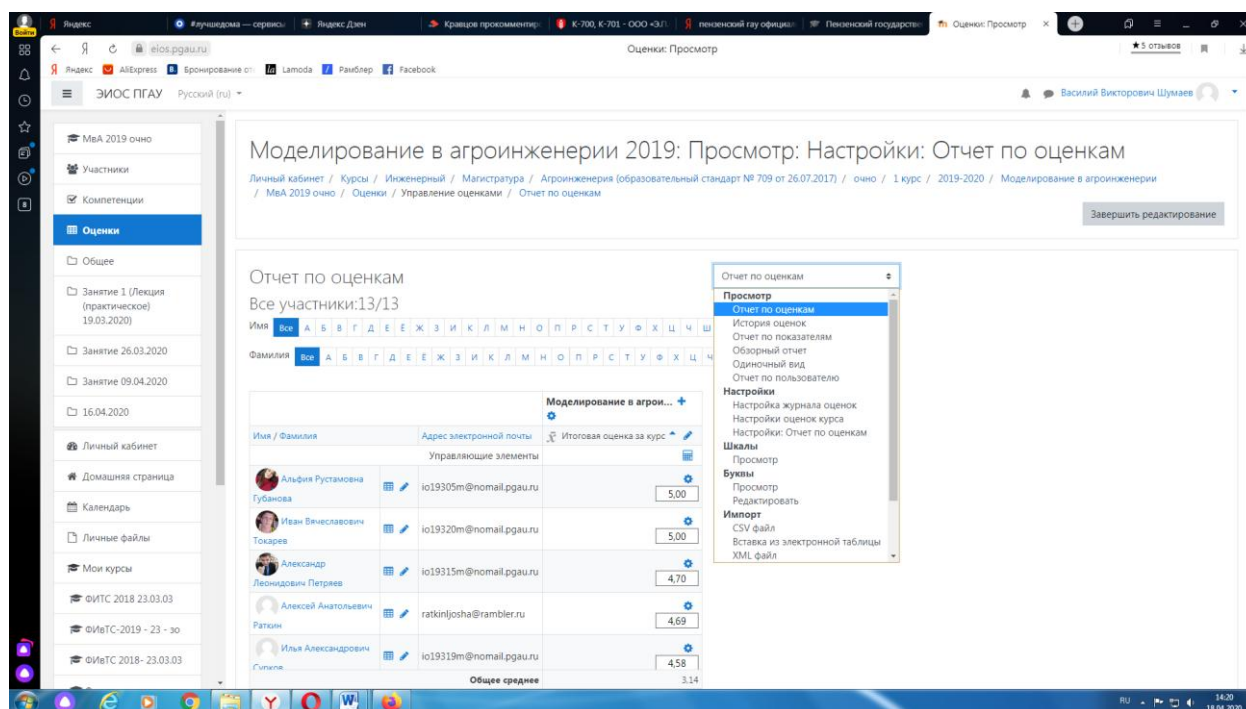 Войти
Яндекс
#лучшедома — сервисы
Яндекс.Дзен
Кравцов прокомментир
К-700, К-701 - ООО «З.П.
пензенский гау официал
Пензенский государстве
Оценки: Просмотр
eios.pgau.ru
Оценки: Просмотр
★ 5 отзывов
Яндекс
AliExpress
Бронирование от
Lamoda
Рамблер
Facebook
ЭИОС ПГАУ Русский (ru)
Василий Викторович Шумаев
МвА 2019 очно
Участники
Компетенции
Оценки
Общее
Занятие 1 (Лекция
(практическое)
19.03.2020)
Занятие 26.03.2020
Занятие 09.04.2020
16.04.2020
Личный кабинет
Домашняя страница
Календарь
Личные файлы
Мои курсы
ФИТС 2018 23.03.03
ФИвТС-2019 - 23 - зо
ФИвТС 2018- 23.03.03
Моделирование в агроинженерии 2019: Просмотр: Настройки: Отчет по оценкам
Личный кабинет / Курсы / Инженерный / Магистратура / Агроинженерия (образовательный стандарт № 709 от 26.07.2017) / очно / 1 курс / 2019-2020 / Моделирование в агроинженерии
/ МвА 2019 очно / Оценки / Управление оценками / Отчет по оценкам
Завершить редактирование
Отчет по оценкам
Все участники:13/13
Имя Все А Б В Г Д Е Ё Ж З И К Л М Н О П Р С Т У Ф Х Ц Ч Ш
Фамилия Все А Б В Г Д Е Ё Ж З И К Л М Н О П Р С Т У Ф Х Ц Ч
Отчет по оценкам
Просмотр
Отчет по оценкам
История оценок
Отчет по показателям
Обзорный отчет
Одиночный вид
Отчет по пользователю
Настройки
Настройка журнала оценок
Настройки оценок курса
Настройки: Отчет по оценкам
Шкалы
Просмотр
Буквы
Просмотр
Редактировать
Импорт
CSV файл
Вставка из электронной таблицы
XML файл
Моделирование в агрои...
Имя / Фамилия Адрес электронной почты Итоговая оценка за курс
Управляющие элементы
Альфия Рустамовна
Губанова
io19305m@nomail.pgau.ru
5,00
Иван Вячеславович
Токарев
io19320m@nomail.pgau.ru
5,00
Александр
Леонидович Петряев
io19315m@nomail.pgau.ru
4,70
Алексей Анатольевич
Раткин
ratkinljosha@rambler.ru
4,69
Илья Александрович
Сурков
io19319m@nomail.pgau.ru
4,58
Общее среднее 3,14
RU
14:20
18.04.2020